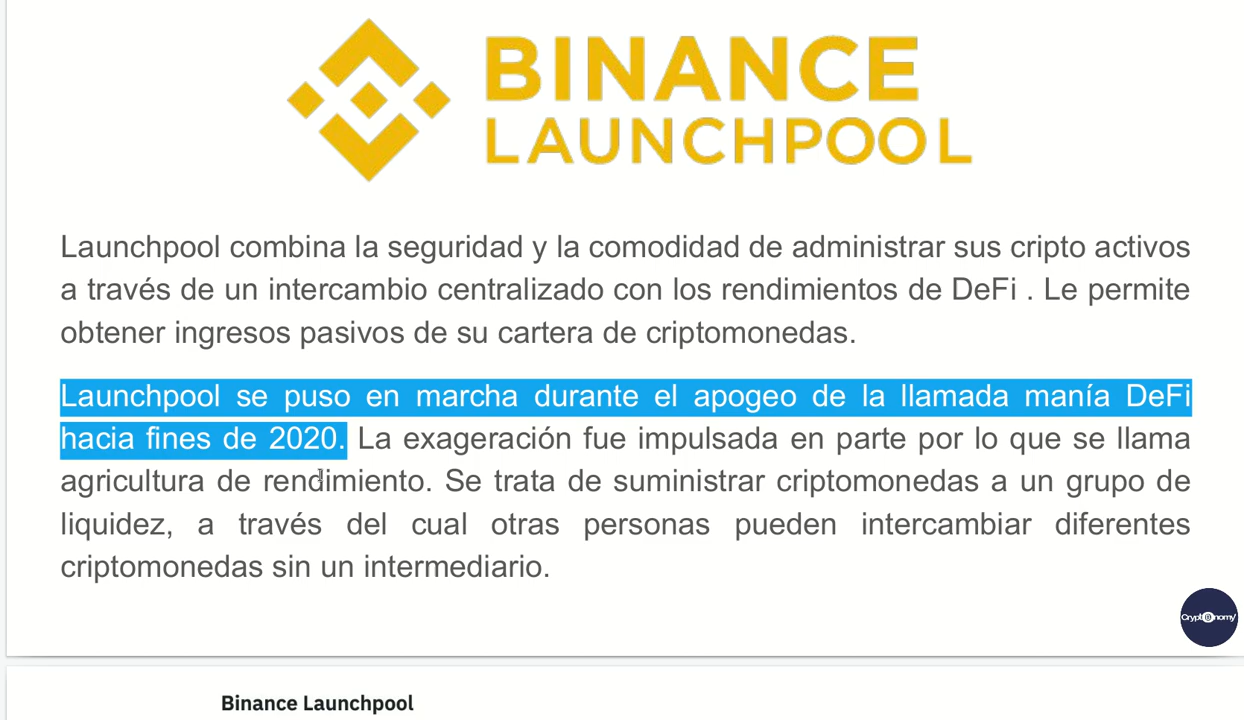 BINANCE
LAUNCHPOOL
Launchpool combina la seguridad y la comodidad de administrar sus cripto activos
a través de un intercambio centralizado con los rendimientos de DeFi . Le permite
obtener ingresos pasivos de su cartera de criptomonedas.
Launchpool se puso en marcha durante el apogeo de la llamada manía DeFi
hacia fines de 2020. La exageración fue impulsada en parte por lo que se llama
agricultura de rendimiento. Se trata de suministrar criptomonedas a un grupo de
liquidez, a través del cual otras personas pueden intercambiar diferentes
criptomonedas sin un intermediario.
CryptoBnomy
Binance Launchpool